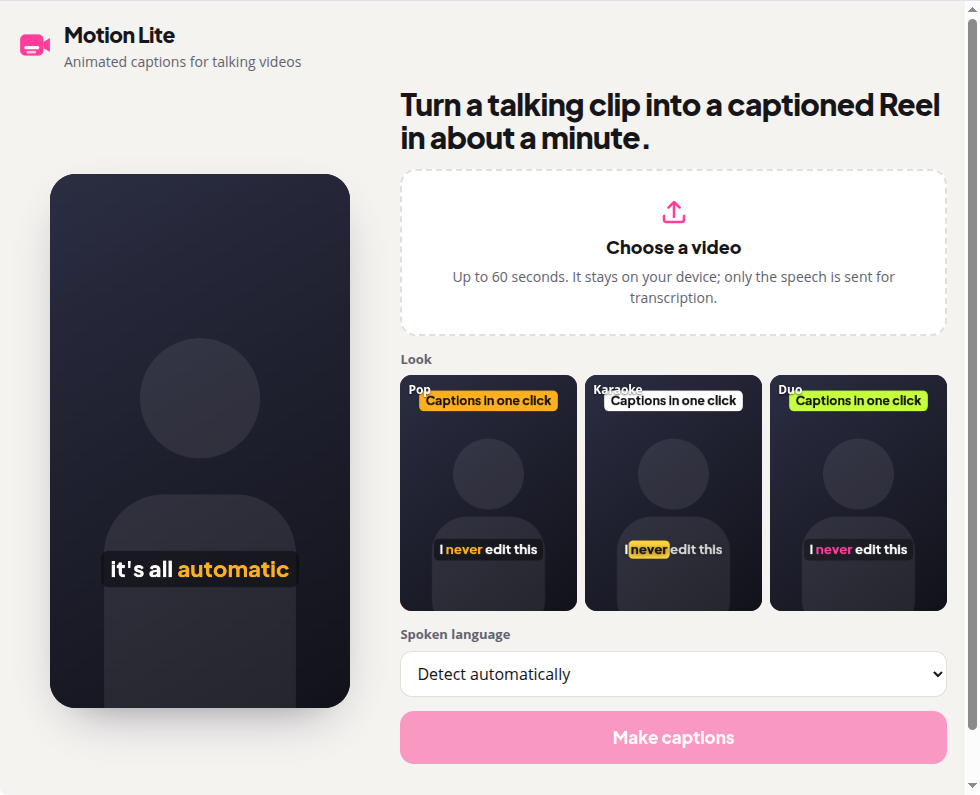 Motion Lite
Animated captions for talking videos
Turn a talking clip into a captioned Reel
in about a minute.
Choose a video
Up to 60 seconds. It stays on your device; only the speech is sent for
transcription.
Look
Pop
Captions in one click
I never edit this
Karaoke
Captions in one click
I never edit this
Duo
Captions in one click
I never edit this
it's all automatic
Spoken language
Detect automatically
Make captions